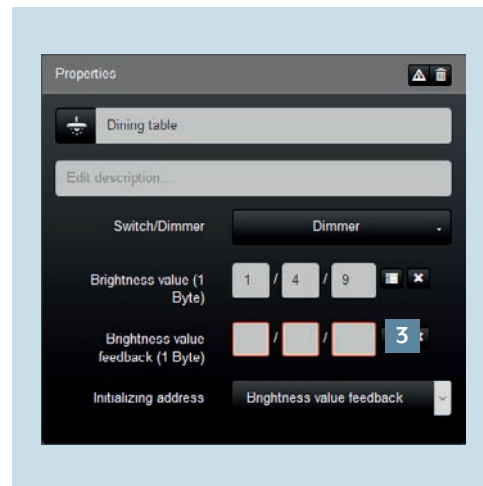 Properties
Dining table
Edit description...
Switch/Dimmer Dimmer
Brightness value (1 1 / 4 / 9
Byte)
Brightness value / / 3
feedback (1 Byte)
Initializing address Brightness value feedback